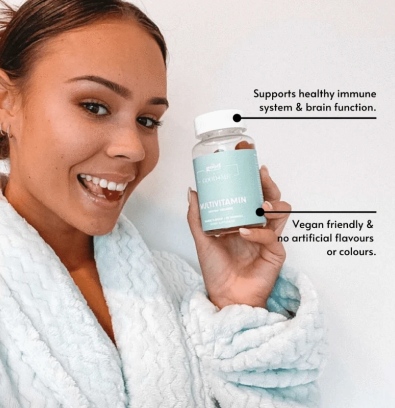 Supports healthy immune
system & brain function.
MULTIVITAMIN
Vegan friendly &
no artificial flavours
or colours.